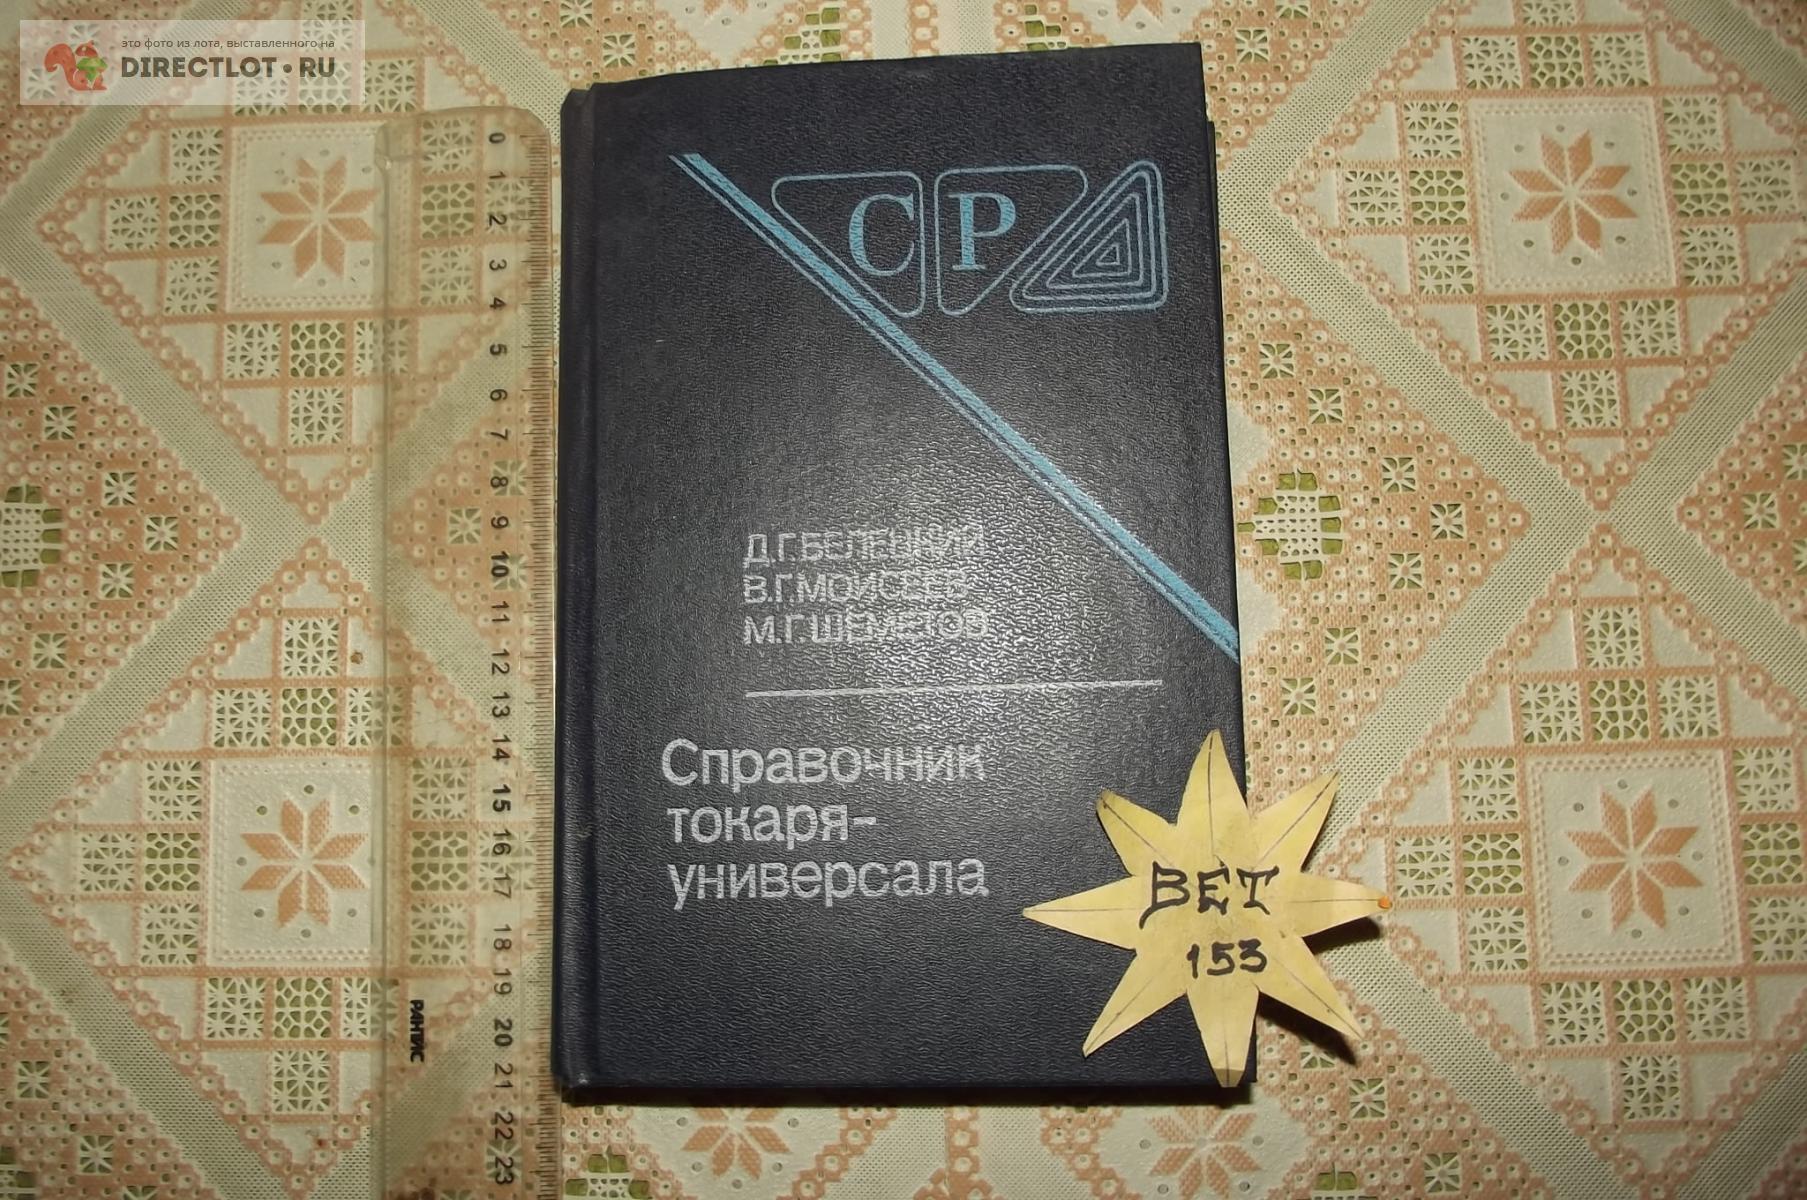 это фото из лота, выставленного на
DIRECTLOT.RU
СР
Д.Г.БЕЛЕЦКИЙ
В.Г.МОИСЕЕВ
М.Г.ШЕМЕТОВ
Справочник
токаря-
универсала
ВЕТ
153
0 1 2 3 4 5 6 7 8 9 10 11 12 13 14 15 16 17 18 19 20 21 22 23
РАНТИС